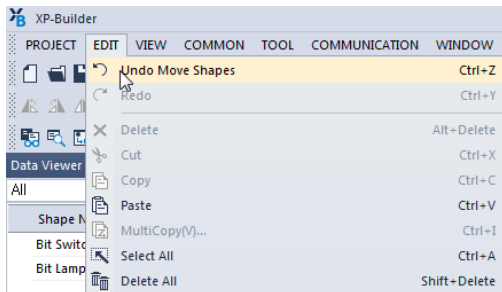 XP-Builder
PROJECT EDIT VIEW COMMON TOOL COMMUNICATION WINDOW
Undo Move Shapes Ctrl+Z
Redo Ctrl+Y
Delete Alt+Delete
Cut Ctrl+X
Data Viewer
Copy Ctrl+C
All
Paste Ctrl+V
MultiCopy(V)... Ctrl+I
Shape N
Select All Ctrl+A
Bit Switc
Delete All Shift+Delete
Bit Lamp